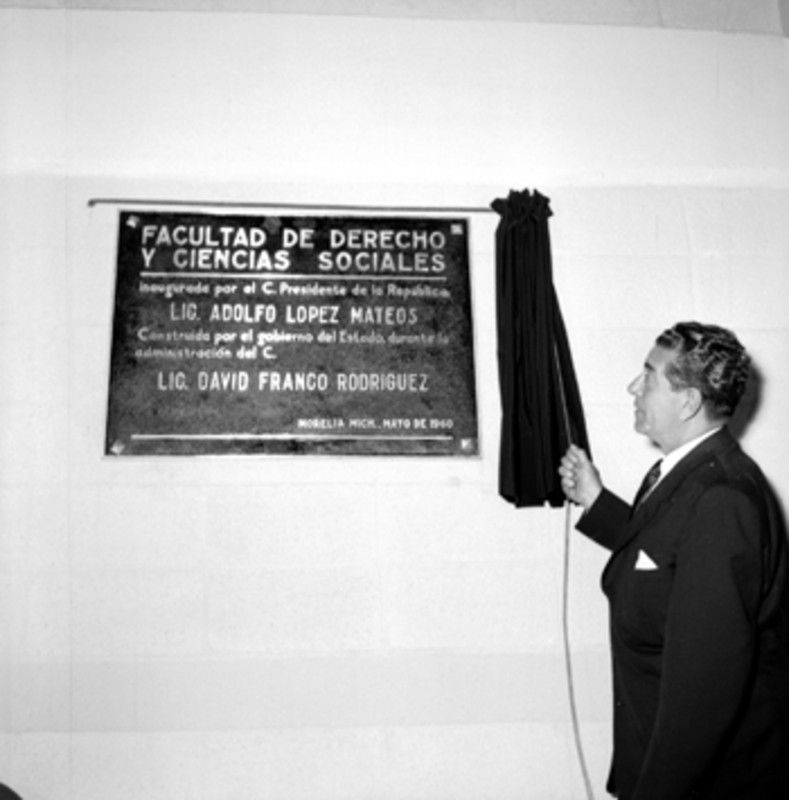 FACULTAD DE DERECHO
Y CIENCIAS SOCIALES
Inaugurada por el C. Presidente de la República.
LIC. ADOLFO LOPEZ MATEOS
Construida por el gobierno del Estado, durante la
administración del C.
LIC. DAVID FRANCO RODRIGUEZ
MORELIA MICH., MAYO DE 1960